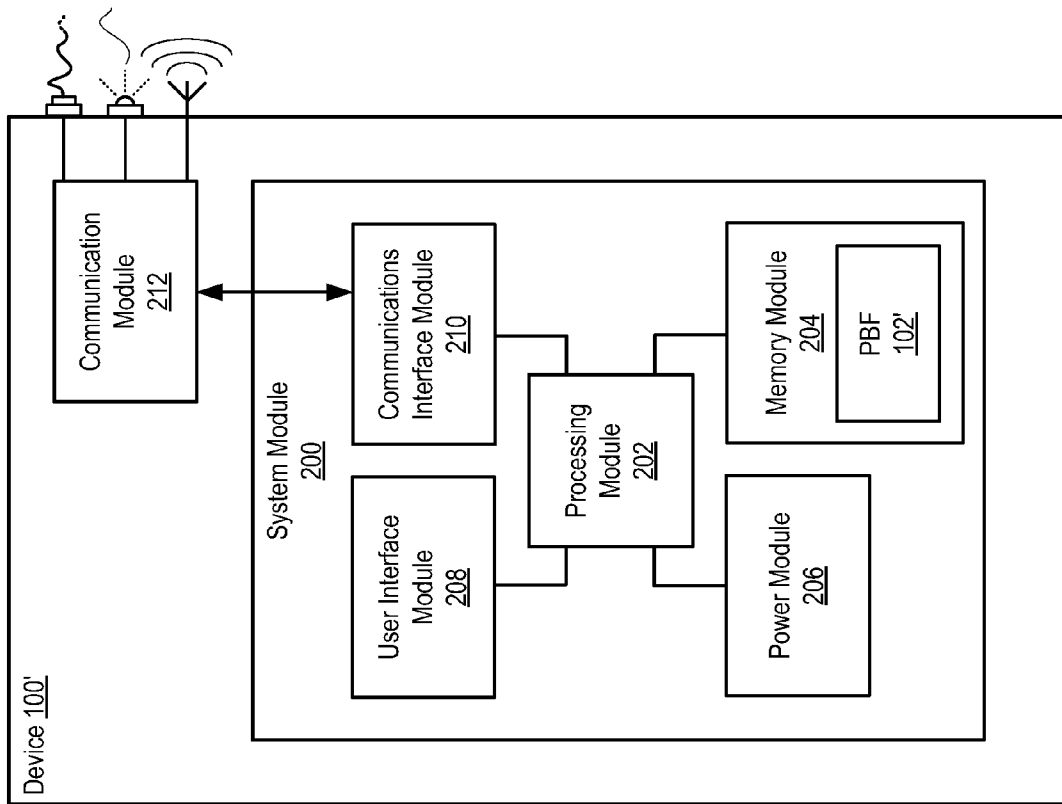 Device 100'
Communication
Module
212
System Module
200
User Interface
Module
208
Communications
Interface Module
210
Processing
Module
202
Power Module
206
Memory Module
204
PBF
102'